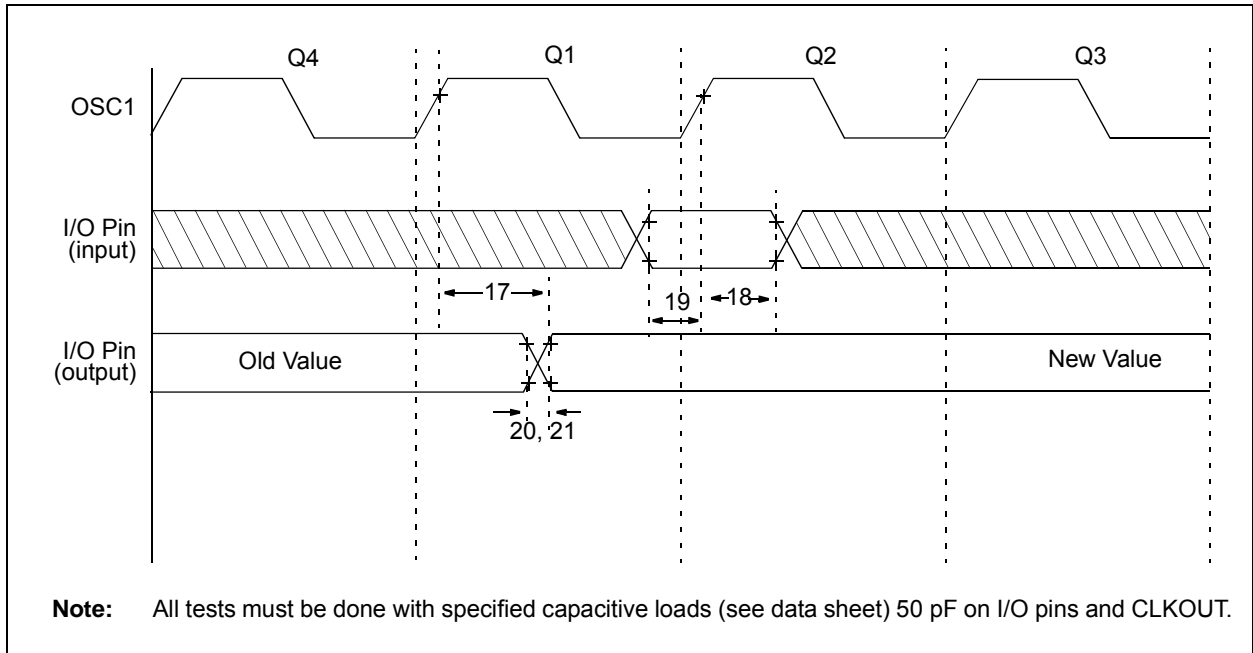 Q4 Q1 Q2 Q3
OSC1
I/O Pin
(input)
17
19
18
I/O Pin
(output)
Old Value
New Value
20, 21
Note: All tests must be done with specified capacitive loads (see data sheet) 50 pF on I/O pins and CLKOUT.